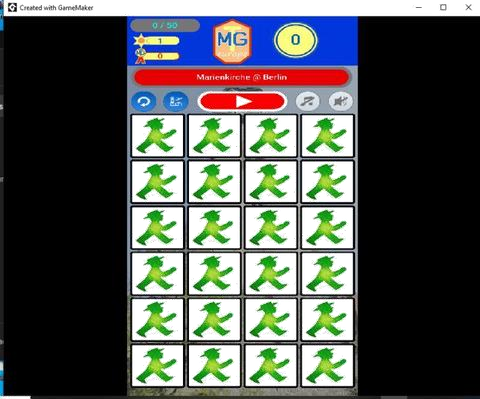 Created with GameMaker
0 / 50
1
0
MG
0
Marienkirche @ Berlin